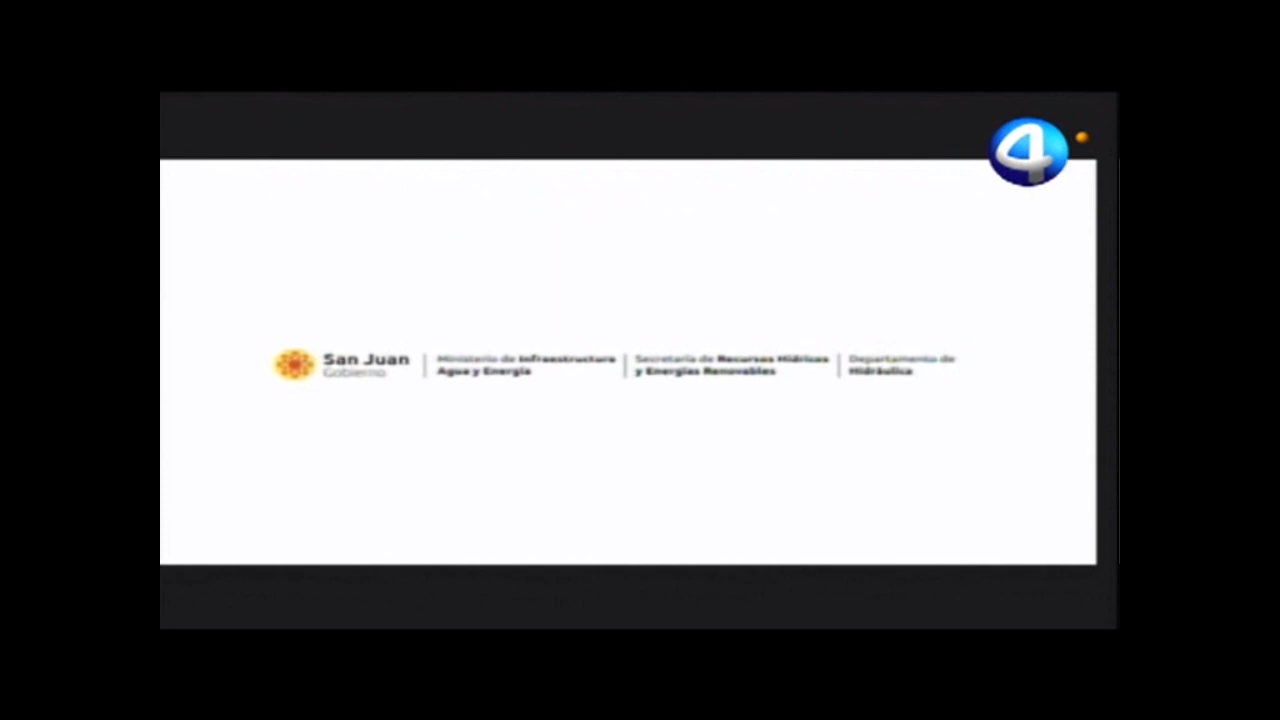 4
San Juan
Gobierno
Ministerio de Infraestructura
Agua y Energía
Secretaría de Recursos Hídricos
y Energías Renovables
Departamento de
Hidráulica